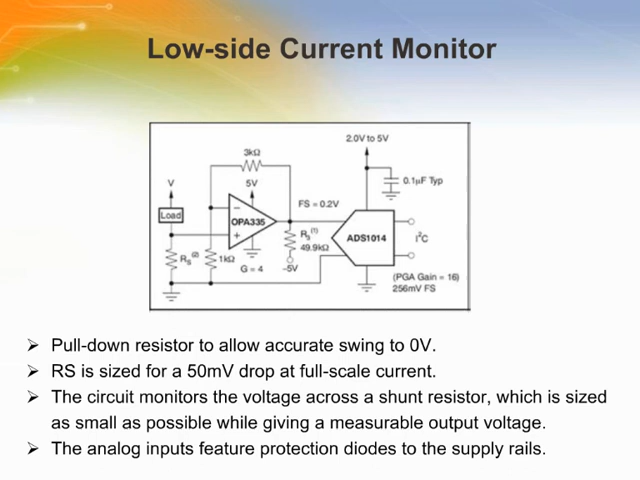 Low-side Current Monitor
2.0V to 5V
3kΩ
V
5V
0.1μF Typ
FS = 0.2V
Load
OPA335
R3(1)
49.9kΩ
ADS1014
I2C
RS(2)
1kΩ
G = 4
–5V
(PGA Gain = 16)
256mV FS
➢ Pull-down resistor to allow accurate swing to 0V.
➢ RS is sized for a 50mV drop at full-scale current.
➢ The circuit monitors the voltage across a shunt resistor, which is sized
as small as possible while giving a measurable output voltage.
➢ The analog inputs feature protection diodes to the supply rails.